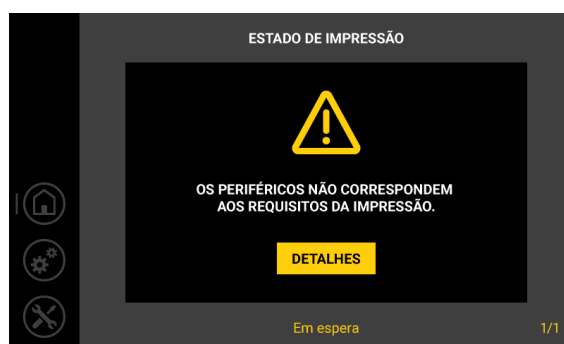 ESTADO DE IMPRESSÃO
OS PERIFÉRICOS NÃO CORRESPONDEM
AOS REQUISITOS DA IMPRESSÃO.
DETALHES
Em espera
1/1